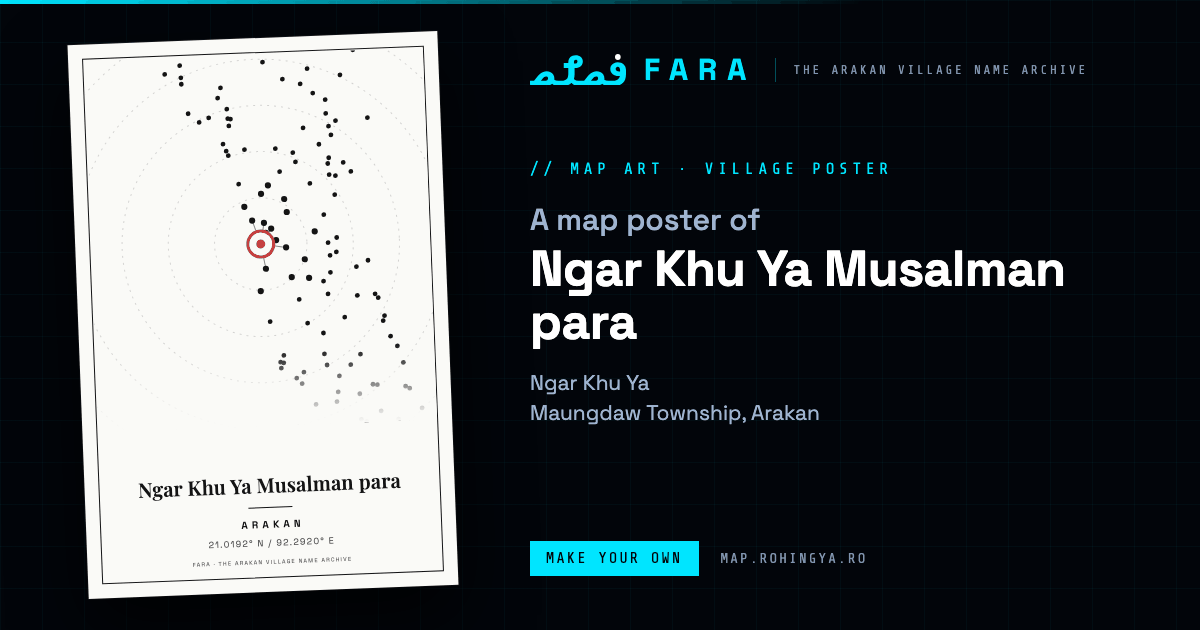 Ngar Khu Ya Musalman para
ARAKAN
21.0192° N / 92.2920° E
FARA · THE ARAKAN VILLAGE NAME ARCHIVE
FARA
THE ARAKAN VILLAGE NAME ARCHIVE
// MAP ART · VILLAGE POSTER
A map poster of
Ngar Khu Ya Musalman
para
Ngar Khu Ya
Maungdaw Township, Arakan
MAKE YOUR OWN
MAP.ROHINGYA.RO